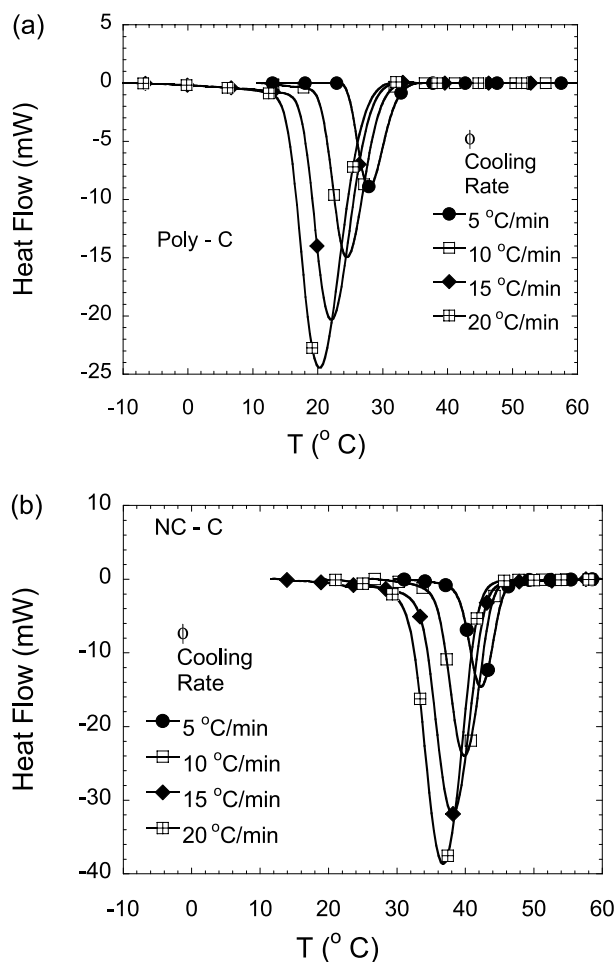 (a)
5
0
-5
-10
-15
-20
-25
Heat Flow (mW)
Poly - C
ϕ
Cooling
Rate
5 °C/min
10 °C/min
15 °C/min
20 °C/min
-10 0 10 20 30 40 50 60
T (° C)
(b)
10
0
-10
-20
-30
-40
Heat Flow (mW)
NC - C
ϕ
Cooling
Rate
5 °C/min
10 °C/min
15 °C/min
20 °C/min
-10 0 10 20 30 40 50 60
T (° C)